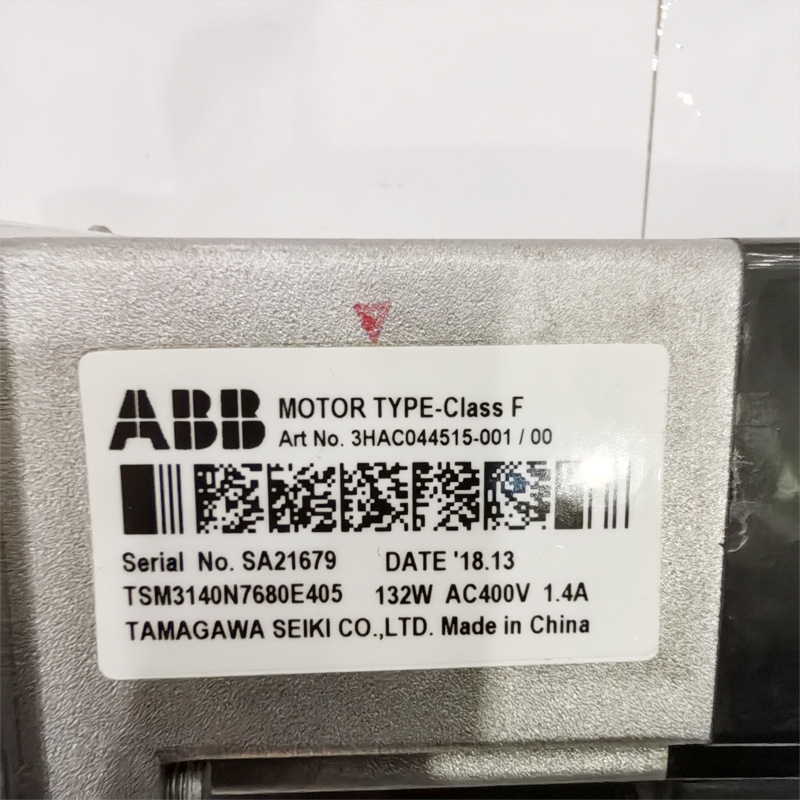 ABB MOTOR TYPE-Class F
Art No. 3HAC044515-001 / 00
Serial No. SA21679 DATE '18.13
TSM3140N7680E405 132W AC400V 1.4A
TAMAGAWA SEIKI CO.,LTD. Made in China